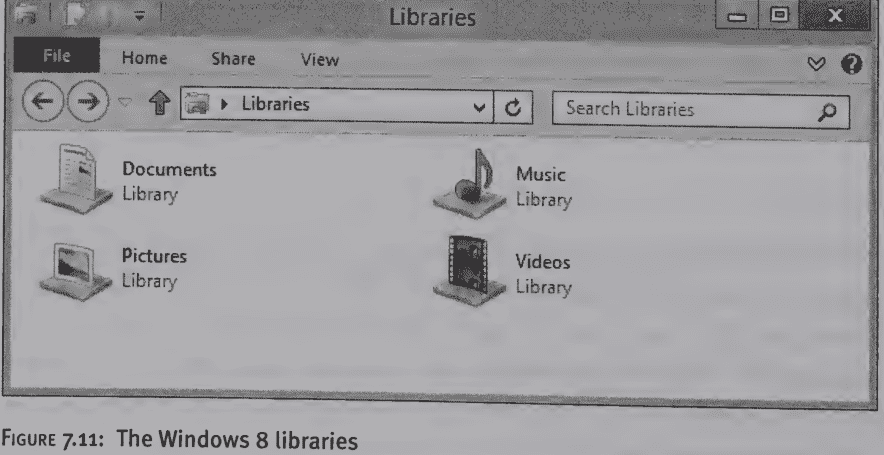 Libraries
File Home Share View
Libraries
Search Libraries
Documents
Library
Music
Library
Pictures
Library
Videos
Library
FIGURE 7.11: The Windows 8 libraries